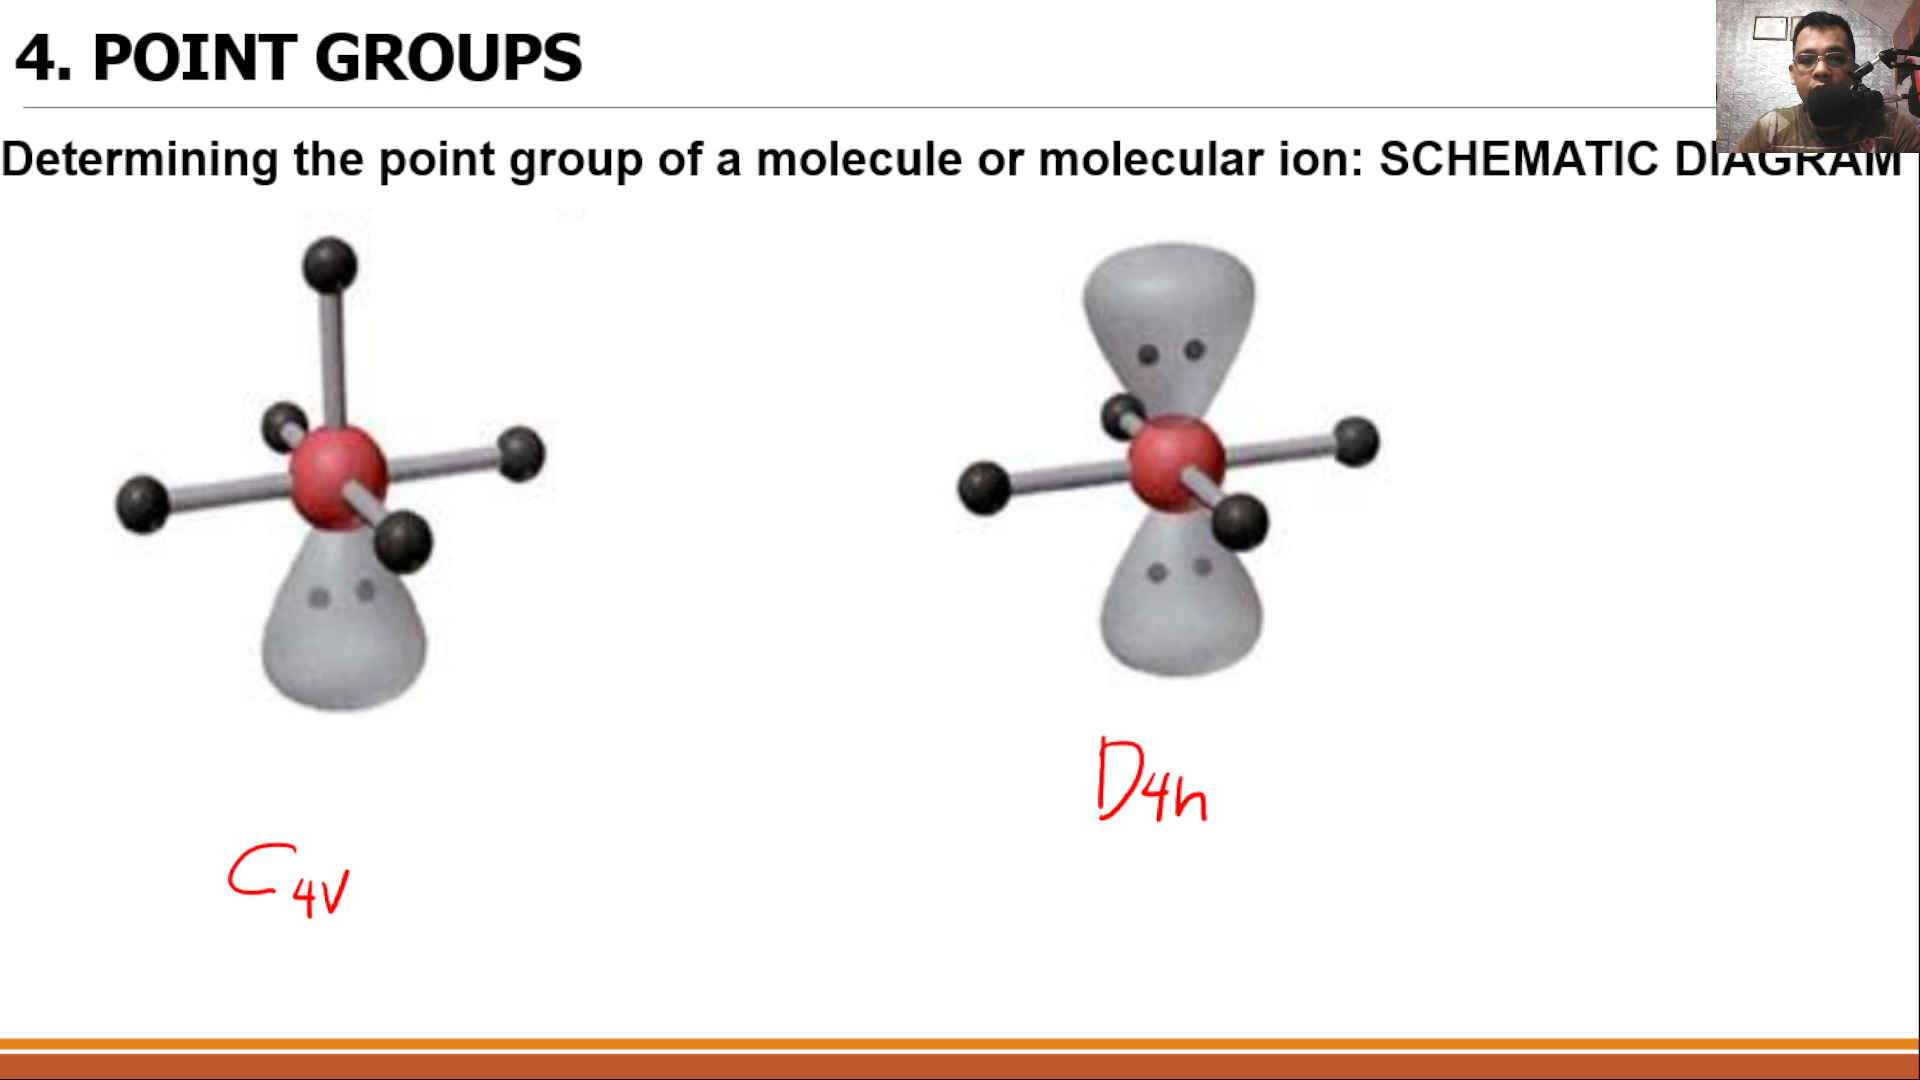 4. POINT GROUPS
Determining the point group of a molecule or molecular ion: SCHEMATIC DIAGRAM
D4h
C4v